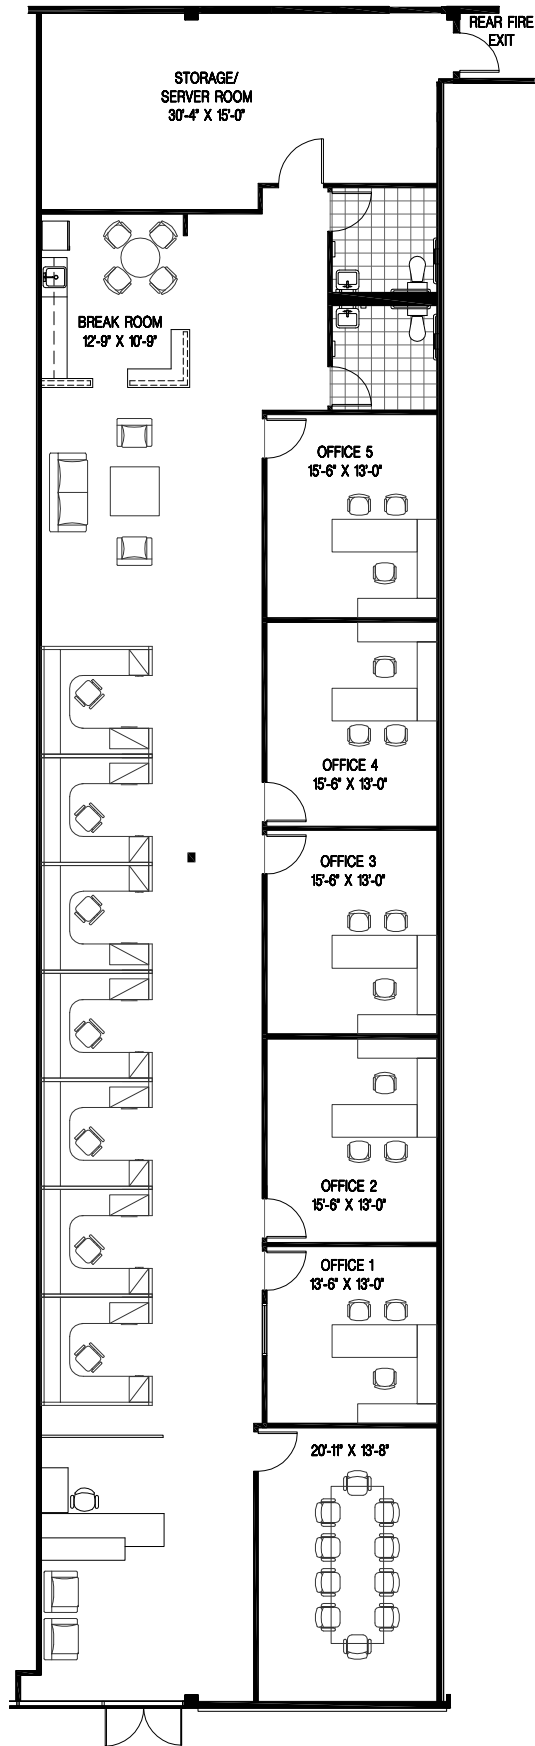 REAR FIRE
EXIT
STORAGE/
SERVER ROOM
30'-4" X 15'-0"
BREAK ROOM
12'-9" X 10'-9"
OFFICE 5
15'-6" X 13'-0"
OFFICE 4
15'-6" X 13'-0"
OFFICE 3
15'-6" X 13'-0"
OFFICE 2
15'-6" X 13'-0"
OFFICE 1
13'-6" X 13'-0"
20'-11" X 13'-8"